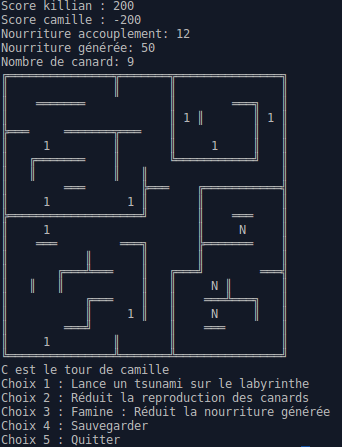 Score killian : 200
Score camille : -200
Nourriture accouplement: 12
Nourriture générée: 50
Nombre de canard: 9
1 1
1 1
1 1
1
N
N
1 N
1
C est le tour de camille
Choix 1 : Lance un tsunami sur le labyrinthe
Choix 2 : Réduit la reproduction des canards
Choix 3 : Famine : Réduit la nourriture générée
Choix 4 : Sauvegarder
Choix 5 : Quitter